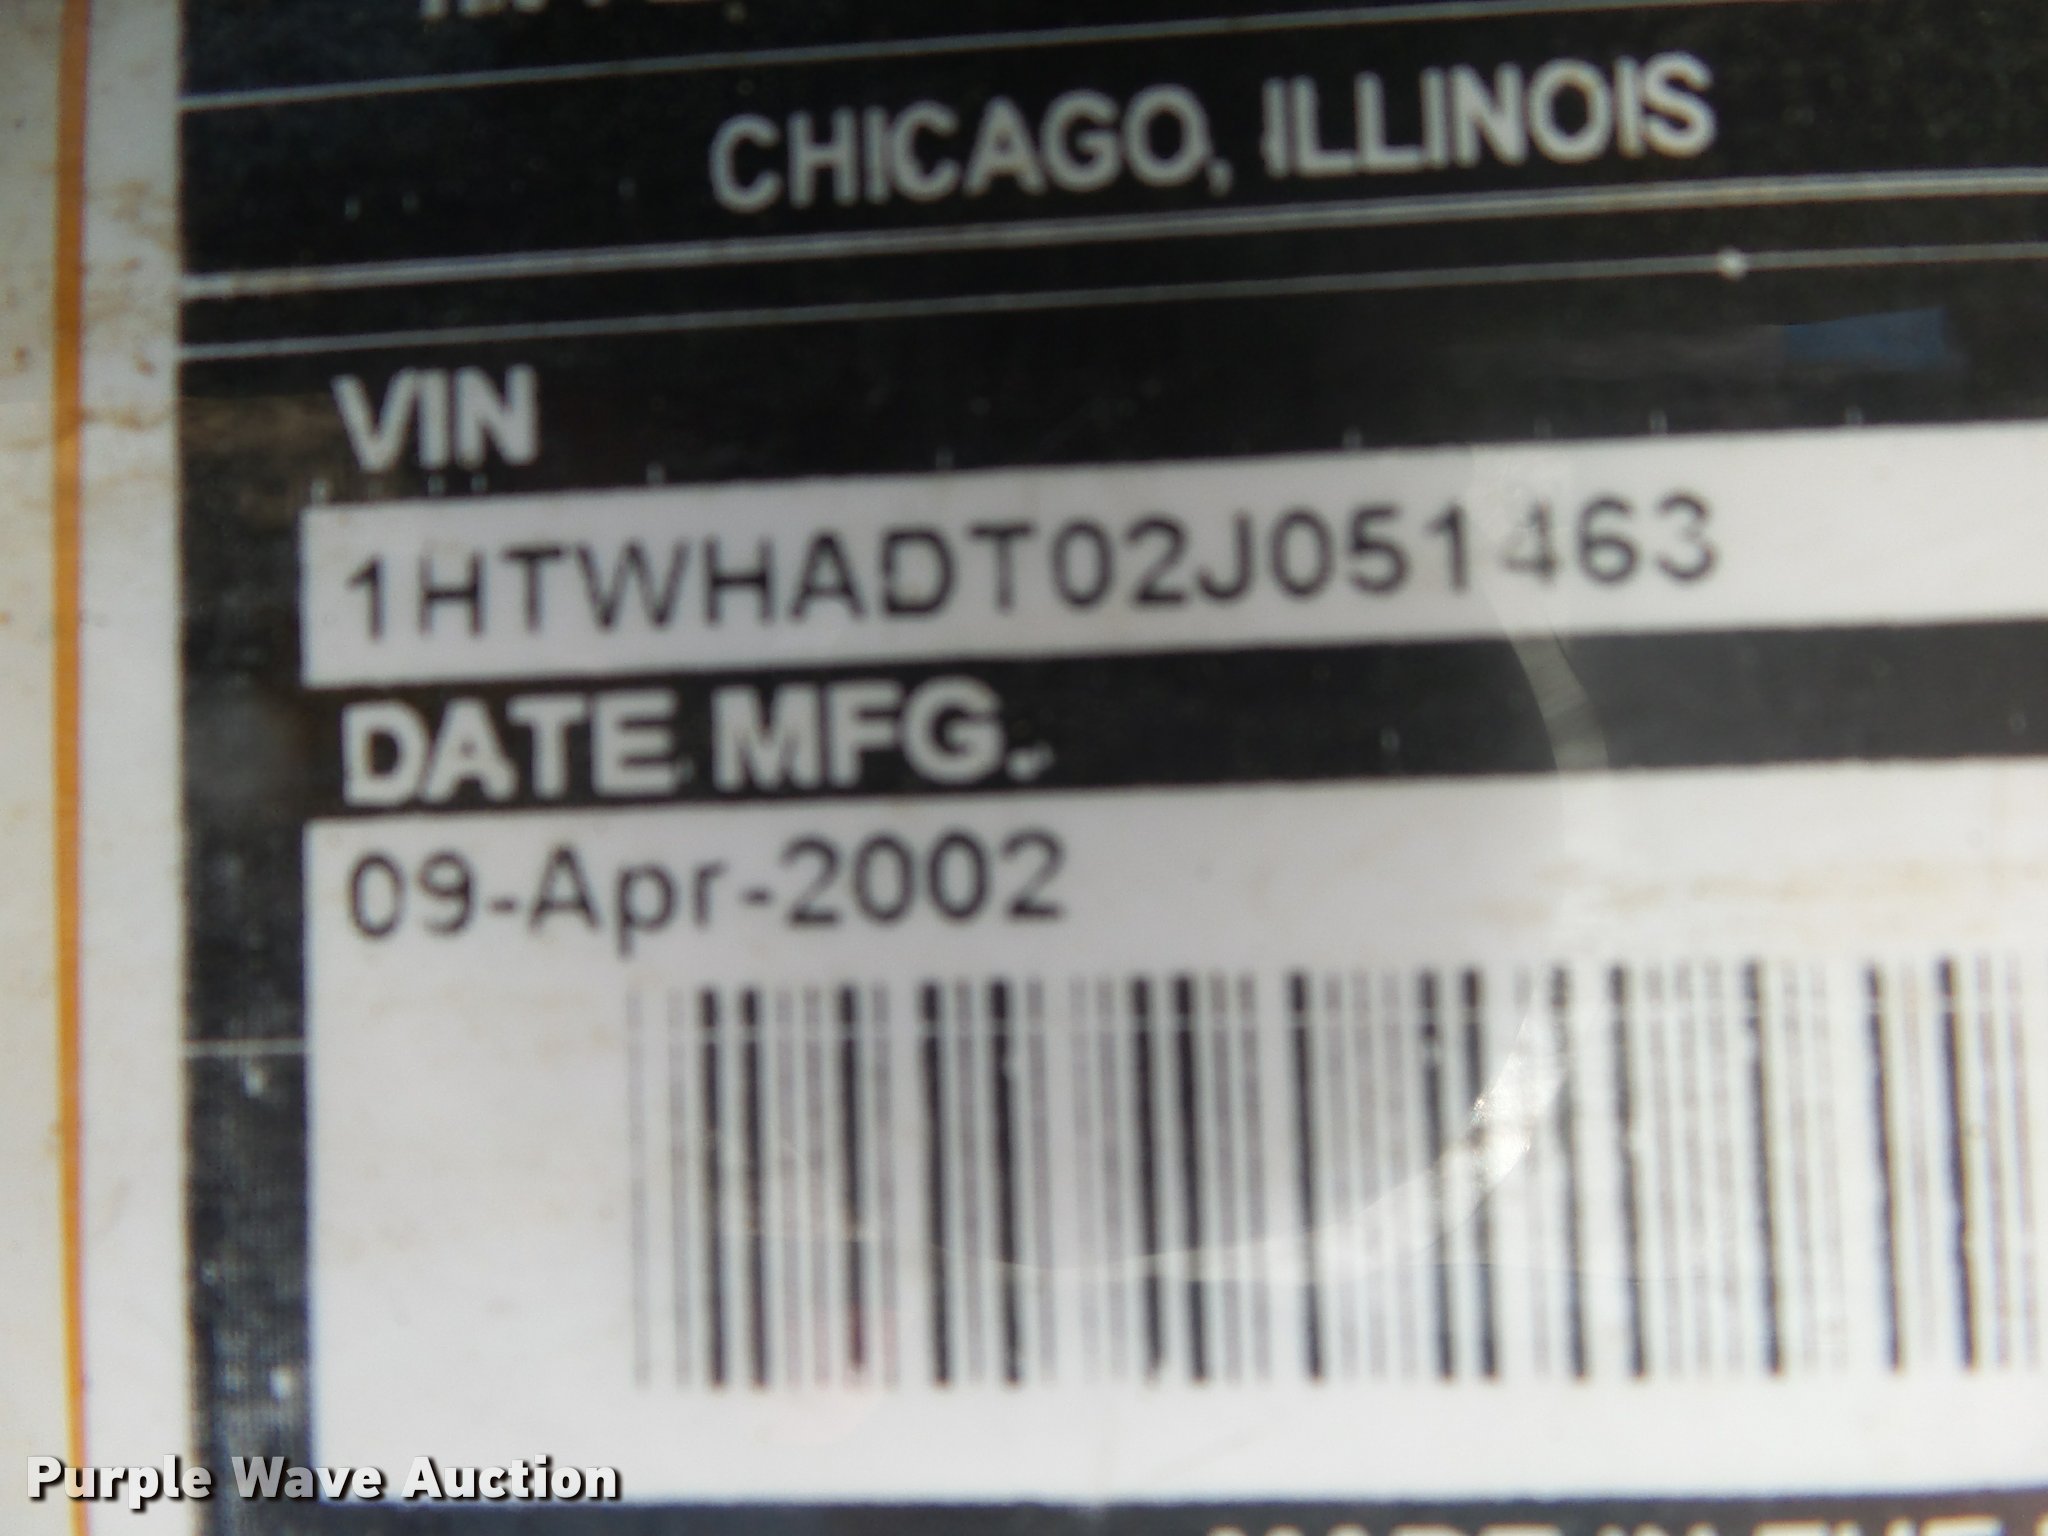 CHICAGO, ILLINOIS
VIN
1HTWHADT02J051463
DATE MFG.
09-Apr-2002
Purple Wave Auction